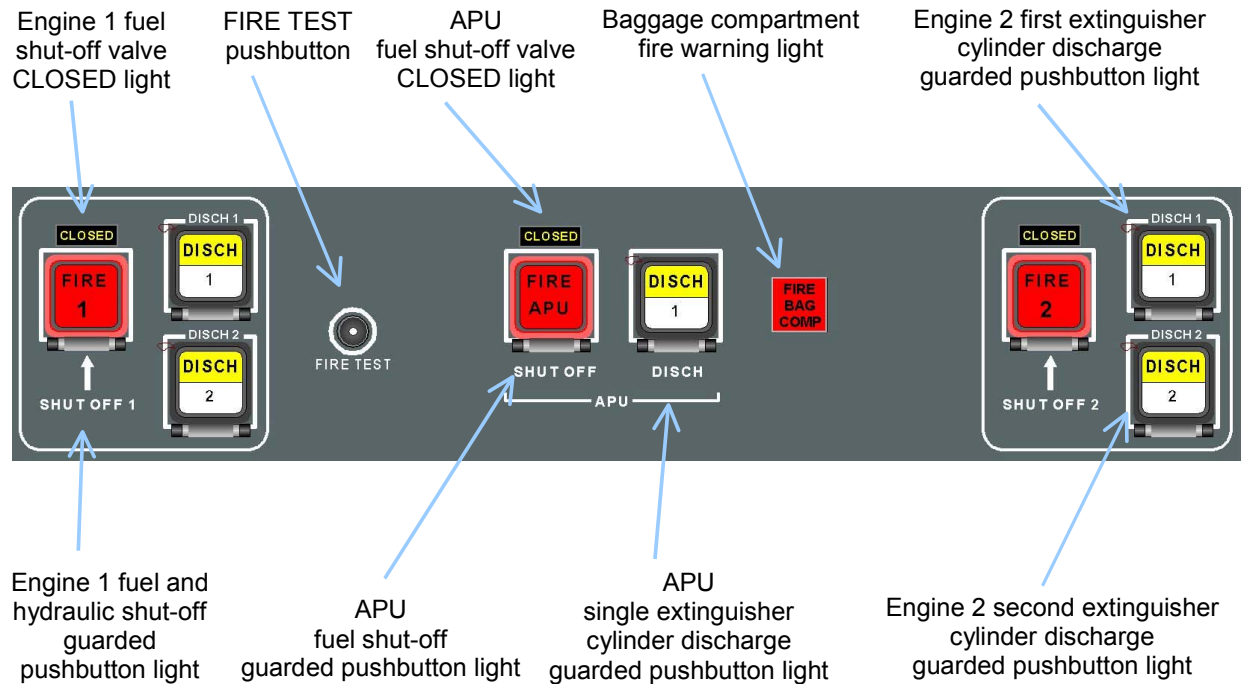 Engine 1 fuel
shut-off valve
CLOSED light
FIRE TEST
pushbutton
APU
fuel shut-off valve
CLOSED light
Baggage compartment
fire warning light
Engine 2 first extinguisher
cylinder discharge
guarded pushbutton light
CLOSED
FIRE
1
SHUT OFF 1
DISCH 1
DISCH
1
DISCH 2
DISCH
2
FIRE TEST
CLOSED
FIRE
APU
SHUT OFF
DISCH
1
DISCH
APU
FIRE
BAG
COMP
CLOSED
FIRE
2
SHUT OFF 2
DISCH 1
DISCH
1
DISCH 2
DISCH
2
Engine 1 fuel and
hydraulic shut-off
guarded
pushbutton light
APU
fuel shut-off
guarded pushbutton light
APU
single extinguisher
cylinder discharge
guarded pushbutton light
Engine 2 second extinguisher
cylinder discharge
guarded pushbutton light